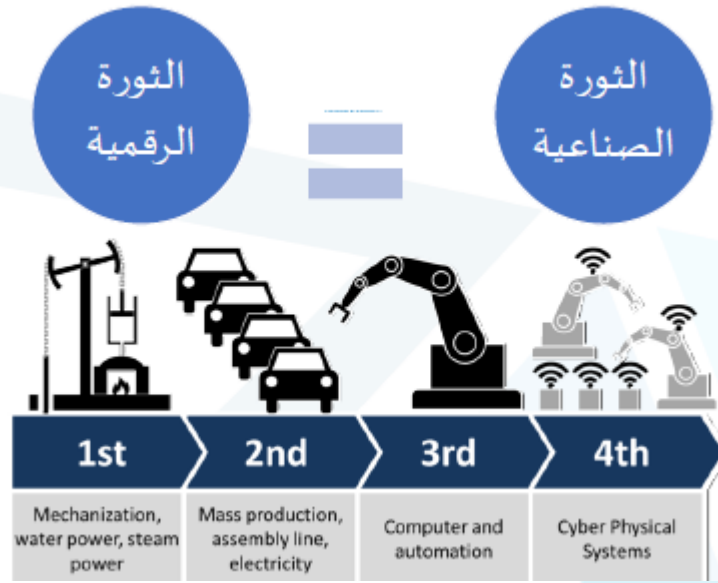 الثورة
الصناعية
الثورة
الرقمية
1st
2nd
3rd
4th
Mechanization,
water power, steam
power
Mass production,
assembly line,
electricity
Computer and
automation
Cyber Physical
Systems